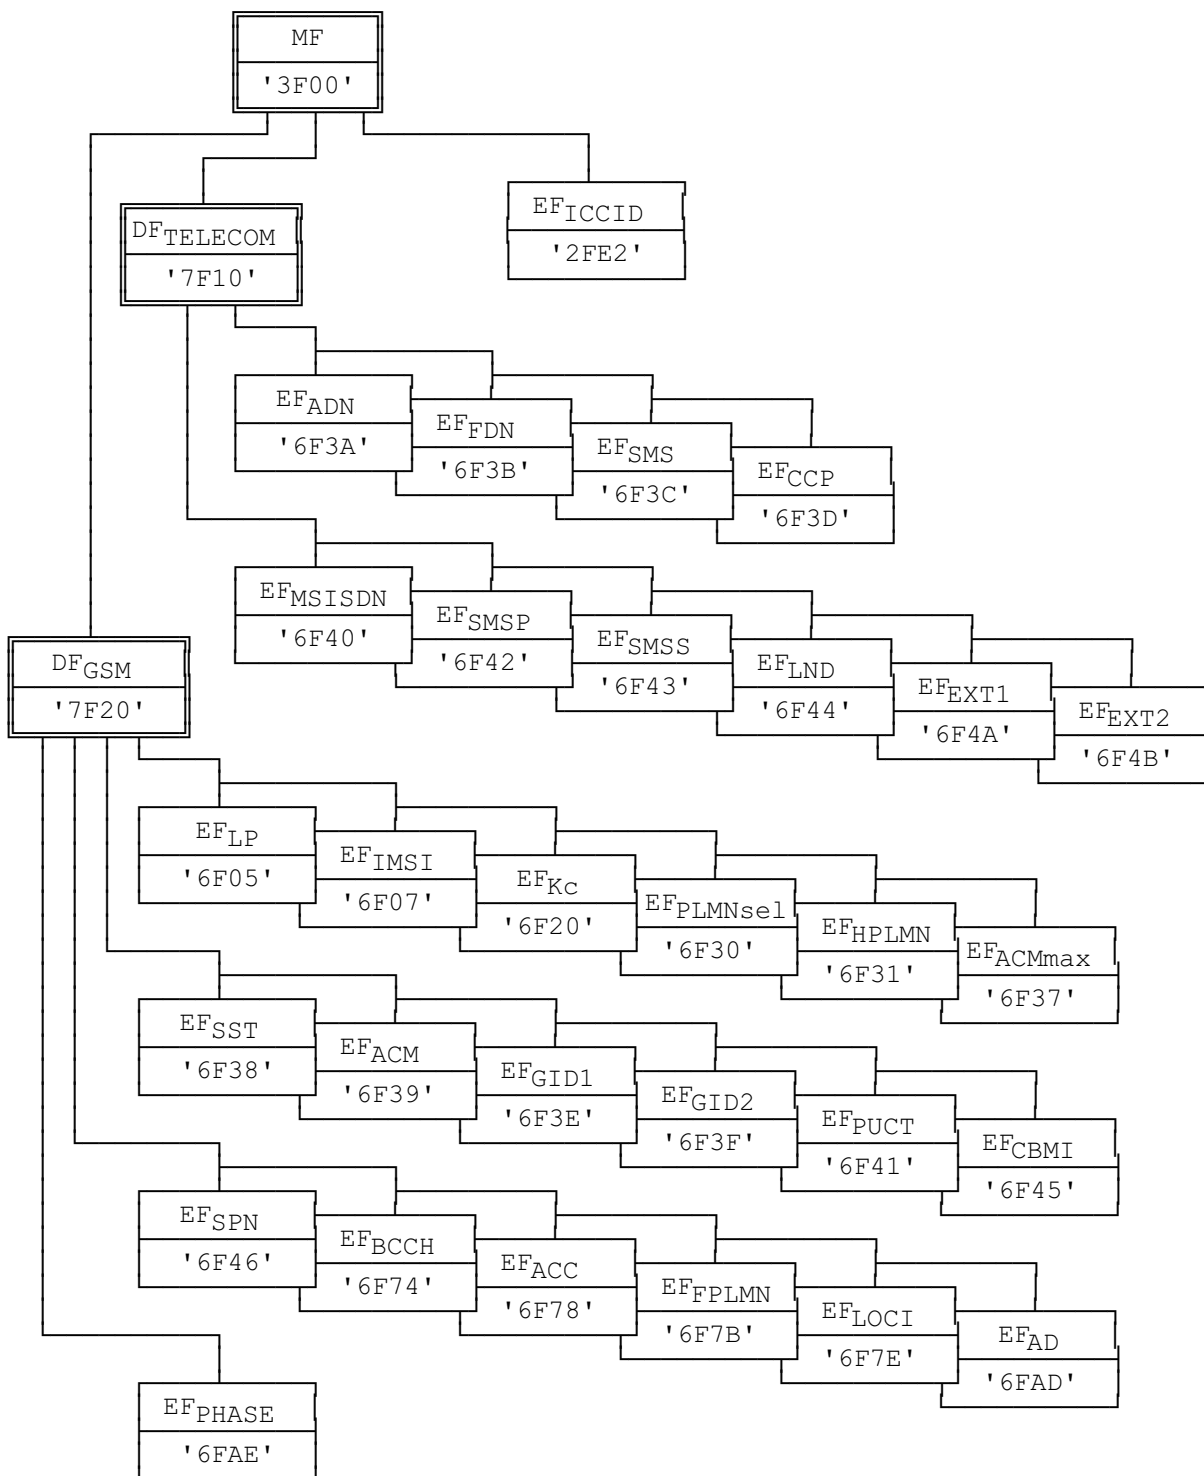 MF
'3F00'
EFICCID
'2FE2'
DFTELECOM
'7F10'
EFADN
'6F3A'
EFFDN
'6F3B'
EFSMS
'6F3C'
EFCCP
'6F3D'
EFMSISDN
'6F40'
EFSMSP
'6F42'
EFSMSS
'6F43'
EFLND
'6F44'
EFEXT1
'6F4A'
EFEXT2
'6F4B'
DFGSM
'7F20'
EFLP
'6F05'
EFIMSI
'6F07'
EFKc
'6F20'
EFPLMNsel
'6F30'
EFHPLMN
'6F31'
EFACMmax
'6F37'
EFSST
'6F38'
EFACM
'6F39'
EFGID1
'6F3E'
EFGID2
'6F3F'
EFPUCT
'6F41'
EFCBMI
'6F45'
EFSPN
'6F46'
EFBCCH
'6F74'
EFACC
'6F78'
EFFPLMN
'6F7B'
EFLOCI
'6F7E'
EFAD
'6FAD'
EFPHASE
'6FAE'